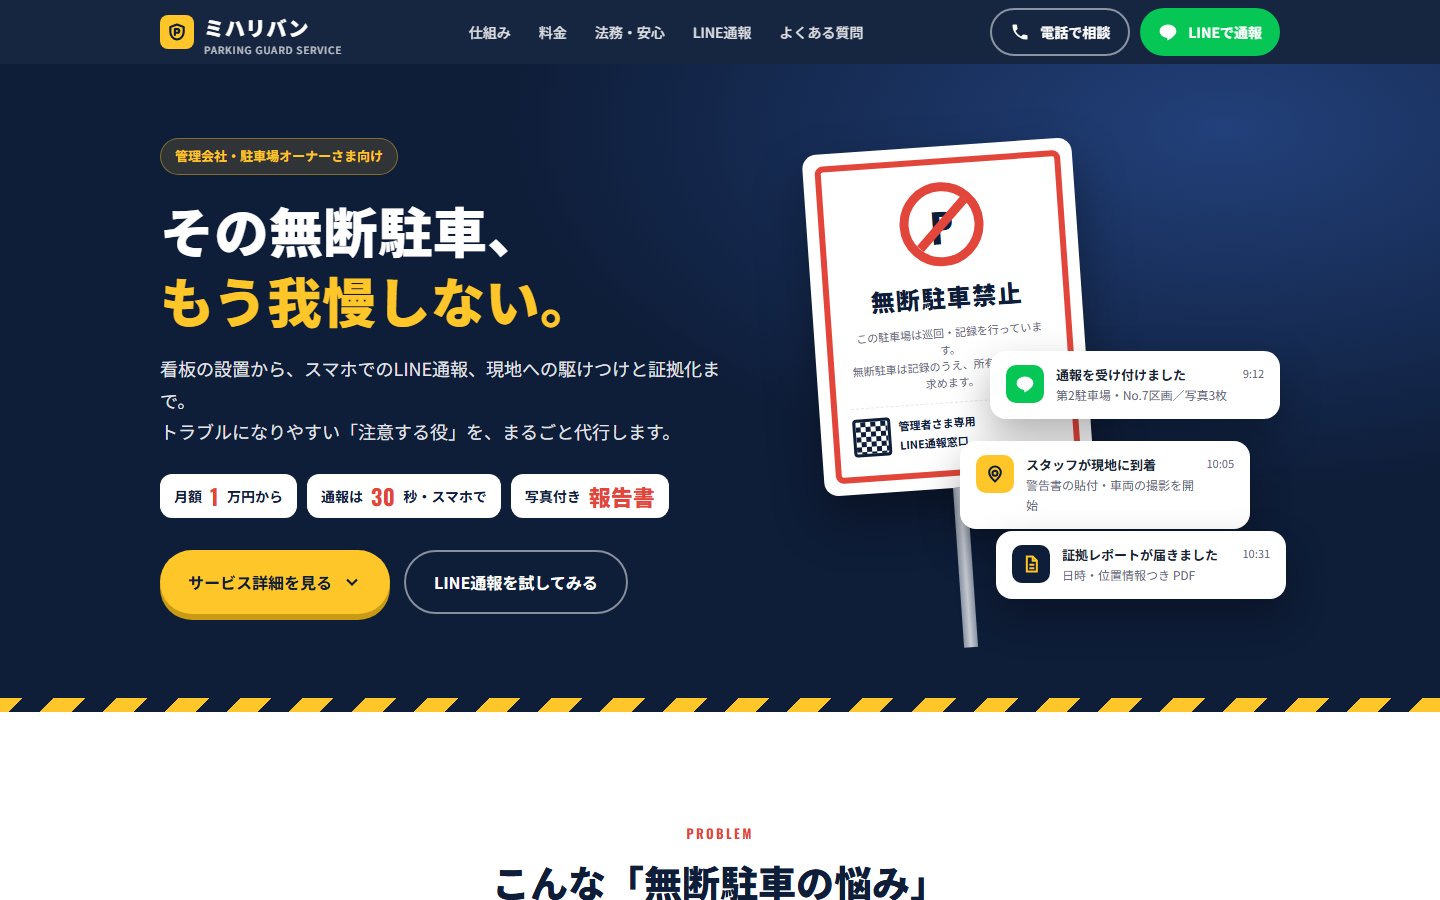 ミハリバン
PARKING GUARD SERVICE
仕組み
料金
法務・安心
LINE通報
よくある質問
電話で相談
LINEで通報
管理会社・駐車場オーナーさま向け
その無断駐車、
もう我慢しない。
看板の設置から、スマホでのLINE通報、現地への駆けつけと証拠化ま
で。
トラブルになりやすい「注意する役」を、まるごと代行します。
月額 1 万円から
通報は 30 秒・スマホで
写真付き 報告書
サービス詳細を見る
LINE通報を試してみる
P
無断駐車禁止
この駐車場は巡回・記録を行っていま
す。
無断駐車は記録のうえ、所
求めます。
管理者さま専用
LINE通報窓口
通報を受け付けました
9:12
第2駐車場・No.7区画／写真3枚
スタッフが現地に到着
10:05
警告書の貼付・車両の撮影を開
始
証拠レポートが届きました
10:31
日時・位置情報つき PDF
PROBLEM
こんな「無断駐車の悩み」